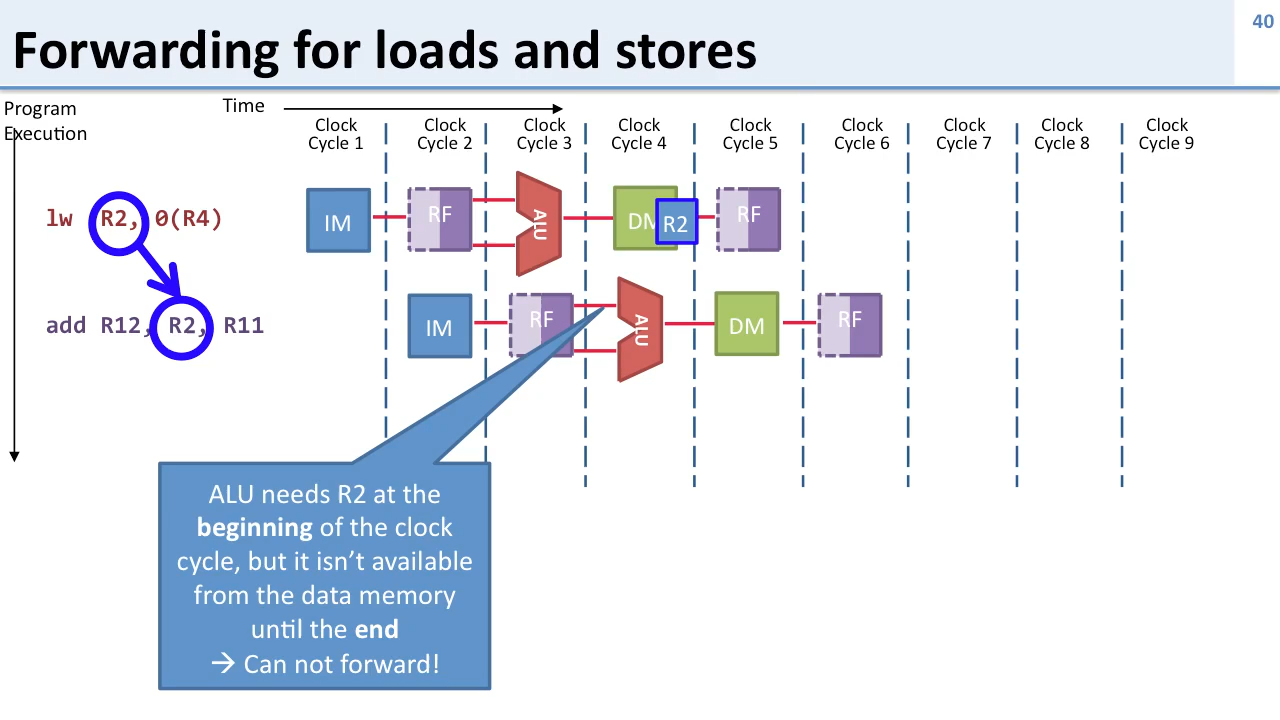 40
Forwarding for loads and stores
Program
Execution
Time
Clock
Cycle 1
Clock
Cycle 2
Clock
Cycle 3
Clock
Cycle 4
Clock
Cycle 5
Clock
Cycle 6
Clock
Cycle 7
Clock
Cycle 8
Clock
Cycle 9
lw R2, 0(R4)
IM
RF
ALU
DM
R2
RF
add R12, R2, R11
IM
RF
ALU
DM
RF
ALU needs R2 at the
beginning of the clock
cycle, but it isn’t available
from the data memory
until the end
→ Can not forward!